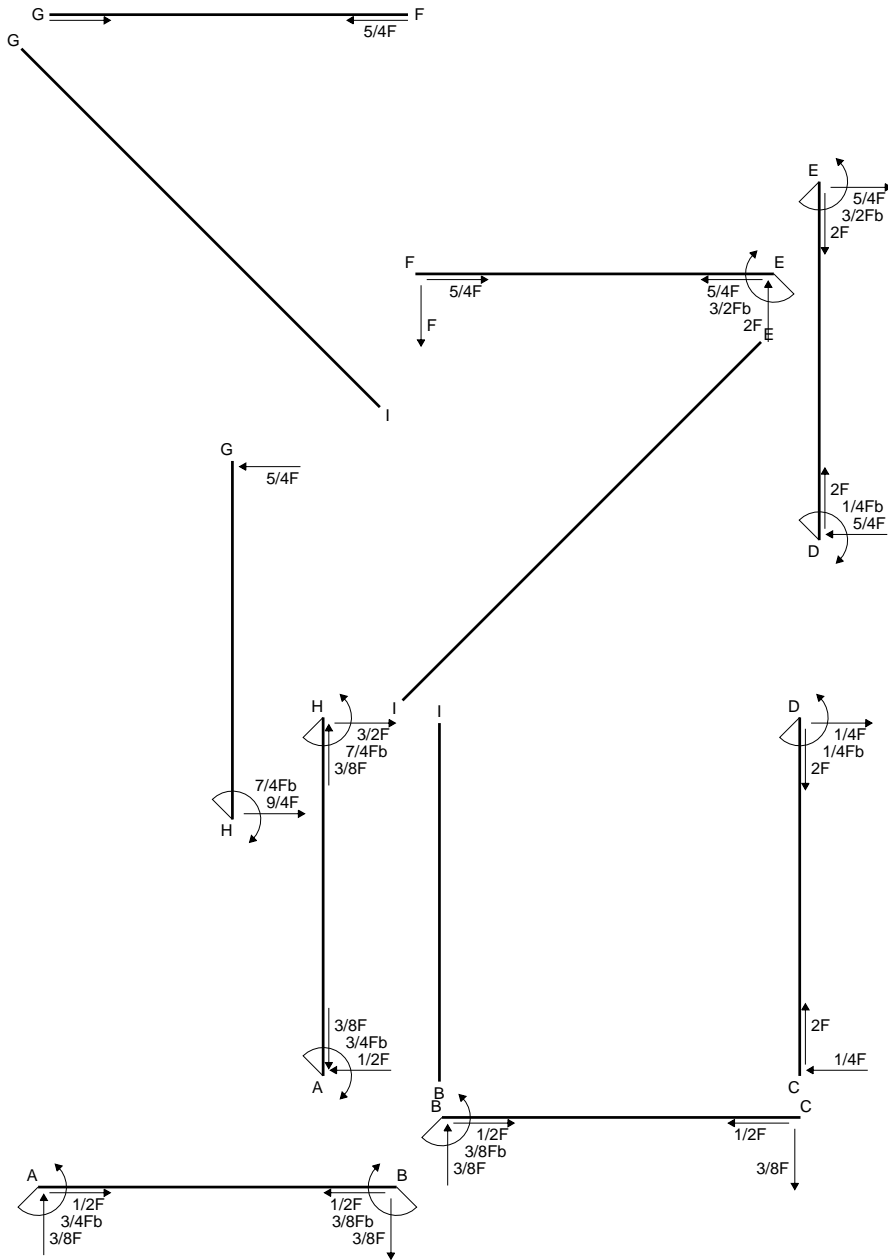 G F
5/4F
G
E
5/4F
3/2Fb
2F
F E
5/4F 5/4F
3/2Fb
F 2F
E
I
G
5/4F
2F
1/4Fb
5/4F
D
H I I D
3/2F 1/4F
7/4Fb 1/4Fb
3/8F 2F
7/4Fb
9/4F
H
3/8F 2F
3/4Fb
1/2F 1/4F
A B C
B C
1/2F 1/2F
3/8Fb
3/8F 3/8F
A B
1/2F 1/2F
3/4Fb 3/8Fb
3/8F 3/8F